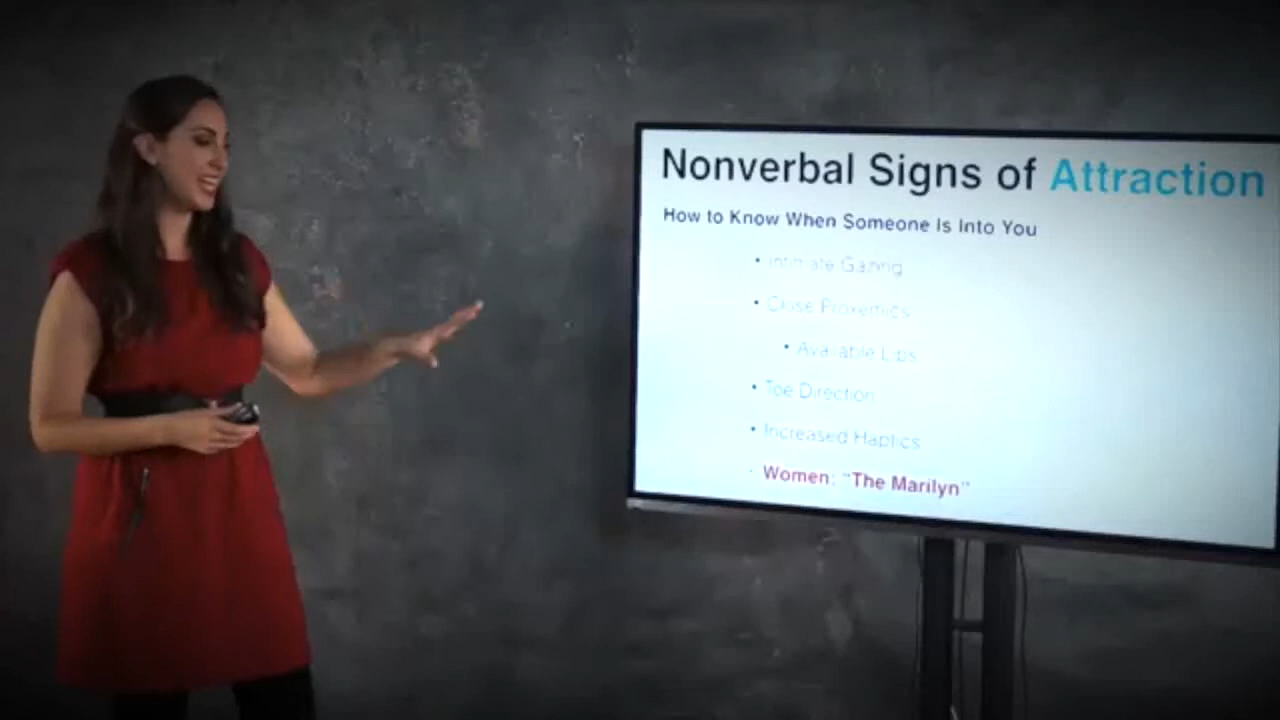 Nonverbal Signs of Attraction
How to Know When Someone Is Into You
• Intimate Gazing
• Close Proxemics
• Available Lips
• Toe Direction
• Increased Haptics
· Women: "The Marilyn"